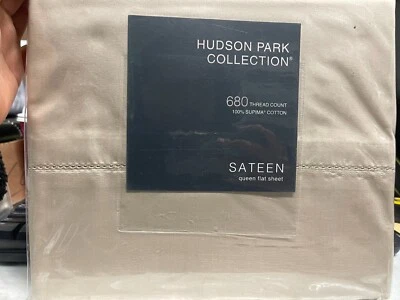 HUDSON PARK
COLLECTION®
680 THREAD COUNT
100% SUPIMA® COTTON
SATEEN
queen flat sheet